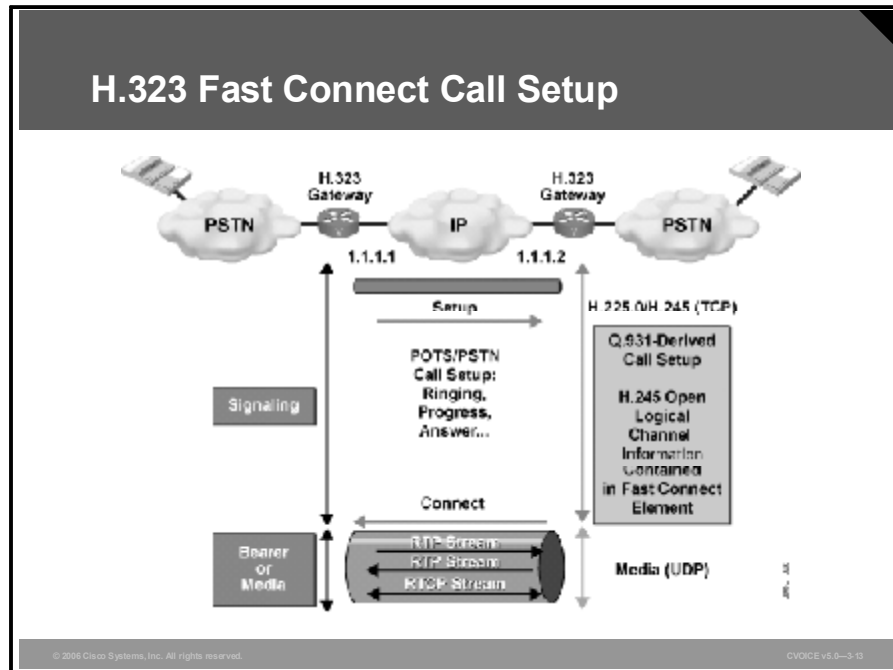 H.323 Fast Connect Call Setup
H.323
Gateway
H.323
Gateway
PSTN
IP
PSTN
1.1.1.1
1.1.1.2
Setup
H.225.0/H.245 (TCP)
POTS/PSTN
Call Setup:
Ringing,
Progress,
Answer...
Signaling
Q.931-Derived
Call Setup
H.245 Open
Logical
Channel
Information
Contained
in Fast Connect
Element
Connect
Bearer
or
Media
RTP Stream
RTP Stream
RTCP Stream
Media (UDP)
© 2006 Cisco Systems, Inc. All rights reserved.
CVOICE v5.0—3-13